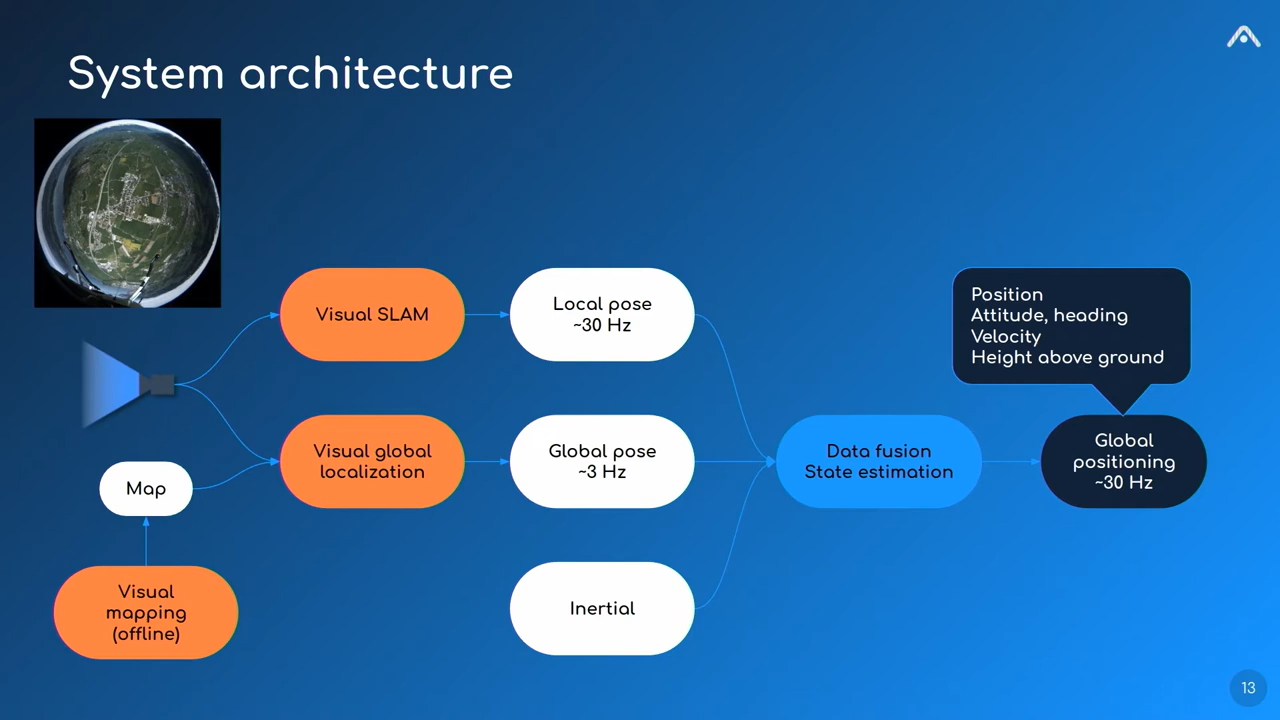 System architecture
Visual SLAM
Local pose
~30 Hz
Position
Attitude, heading
Velocity
Height above ground
Visual global
localization
Global pose
~3 Hz
Data fusion
State estimation
Global
positioning
~30 Hz
Map
Visual
mapping
(offline)
Inertial
13